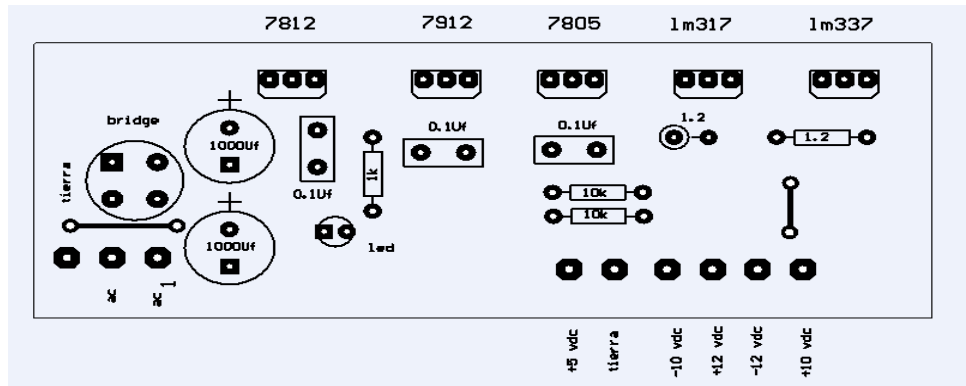 7812 7912 7805 lm317 lm337
bridge
1000Uf
0.1Uf
1k
0.1Uf
0.1Uf
1.2
1.2
tierra
10k
10k
1000Uf
led
ac
ac
1
+5 vdc
tierra
-10 vdc
+12 vdc
-12 vdc
+10 vdc